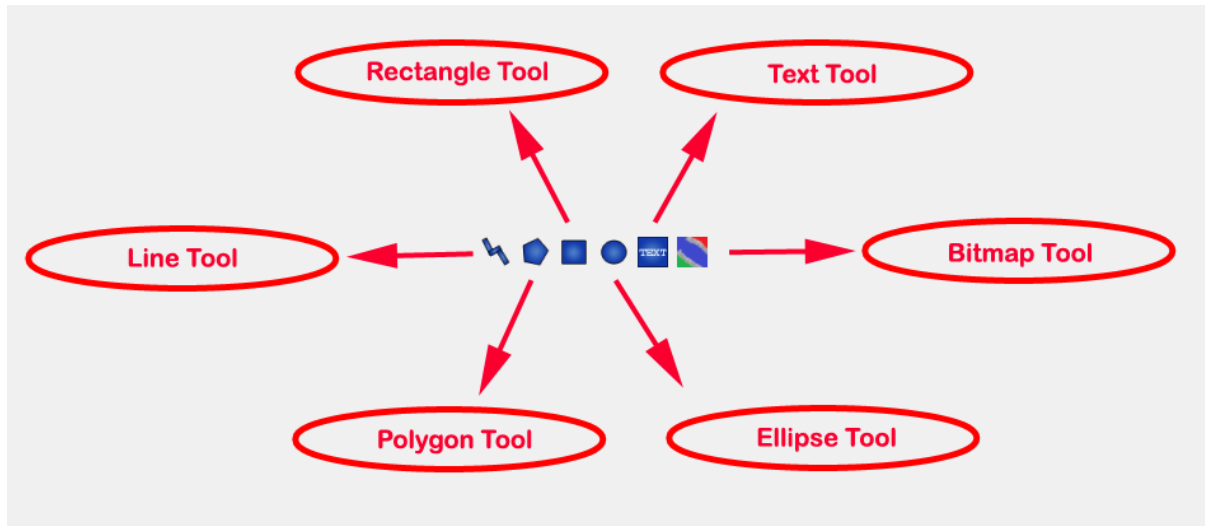 Rectangle Tool
Text Tool
Line Tool
TEXT
Bitmap Tool
Polygon Tool
Ellipse Tool